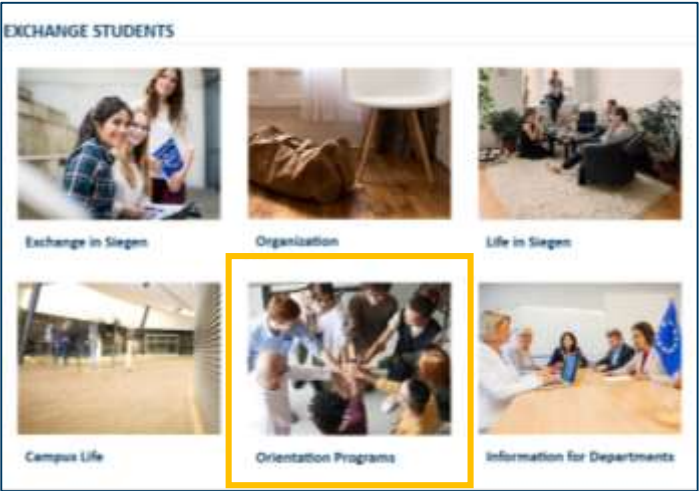 EXCHANGE STUDENTS
Exchange in Siegen
Organization
Life in Siegen
Campus Life
Orientation Programs
Information for Departments